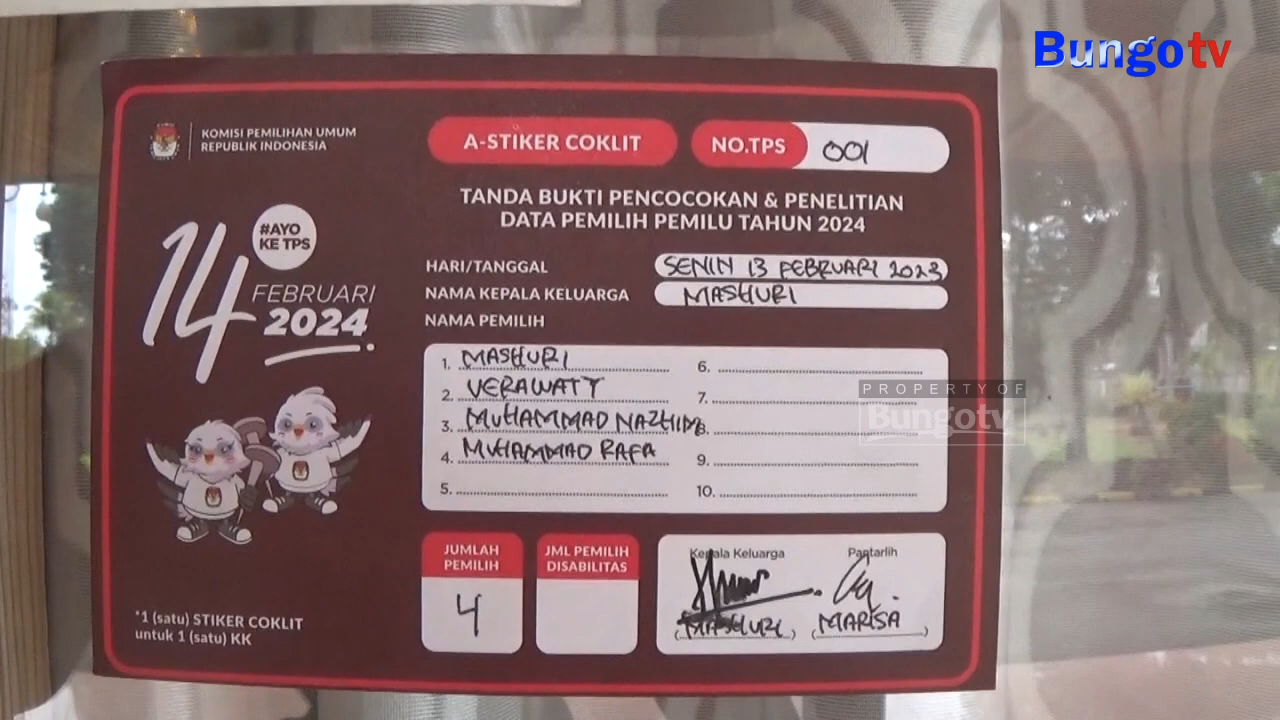 Bungotv
KOMISI PEMILIHAN UMUM
REPUBLIK INDONESIA
A-STIKER COKLIT
NO.TPS 001
TANDA BUKTI PENCOCOKAN & PENELITIAN
DATA PEMILIH PEMILU TAHUN 2024
#AYO
KE TPS
14
FEBRUARI
2024
HARI/TANGGAL SENIN 13 FEBRUARI 2023
NAMA KEPALA KELUARGA MASHURI
NAMA PEMILIH
1. MASHURI
2. VERAWATY
3. MUHAMMAD NAZHIM
4. MUHAMMAD RAFA
5.
6.
7.
8.
9.
10.
PROPERTY OF
Bungotv
JUMLAH
PEMILIH
4
JML PEMILIH
DISABILITAS
Kepala Keluarga
(MASHURI)
Pantarlih
(MARISA)
*1 (satu) STIKER COKLIT
untuk 1 (satu) KK